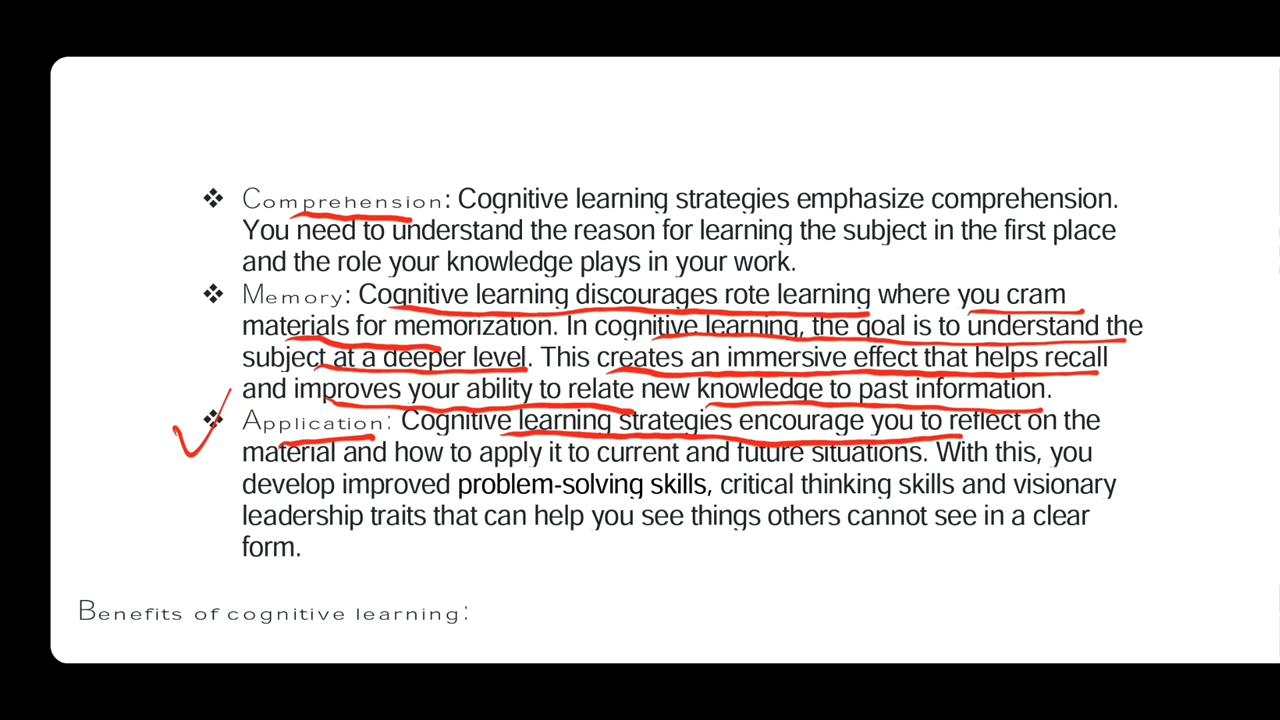 ❖ Comprehension: Cognitive learning strategies emphasize comprehension.
You need to understand the reason for learning the subject in the first place
and the role your knowledge plays in your work.
❖ Memory: Cognitive learning discourages rote learning where you cram
materials for memorization. In cognitive learning, the goal is to understand the
subject at a deeper level. This creates an immersive effect that helps recall
and improves your ability to relate new knowledge to past information.
❖ Application: Cognitive learning strategies encourage you to reflect on the
material and how to apply it to current and future situations. With this, you
develop improved problem-solving skills, critical thinking skills and visionary
leadership traits that can help you see things others cannot see in a clear
form.
Benefits of cognitive learning: